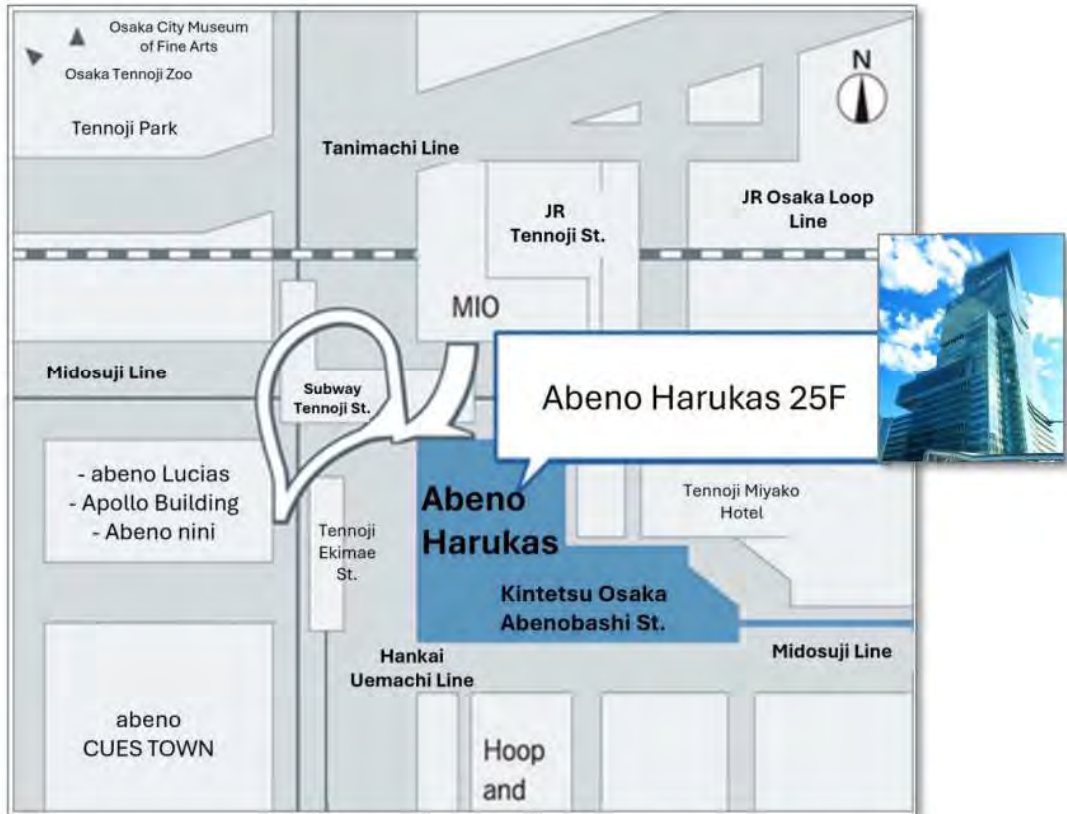 Osaka City Museum
of Fine Arts
Osaka Tennoji Zoo
Tennoji Park
N
Tanimachi Line
JR
Tennoji St.
JR Osaka Loop
Line
MIO
Midosuji Line
Subway
Tennoji St.
Abeno Harukas 25F
- abeno Lucias
- Apollo Building
- Abeno nini
Tennoji
Ekimae
St.
Abeno
Harukas
Tennoji Miyako
Hotel
Kintetsu Osaka
Abenobashi St.
Hankai
Uemachi Line
Midosuji Line
abeno
CUES TOWN
Hoop
and